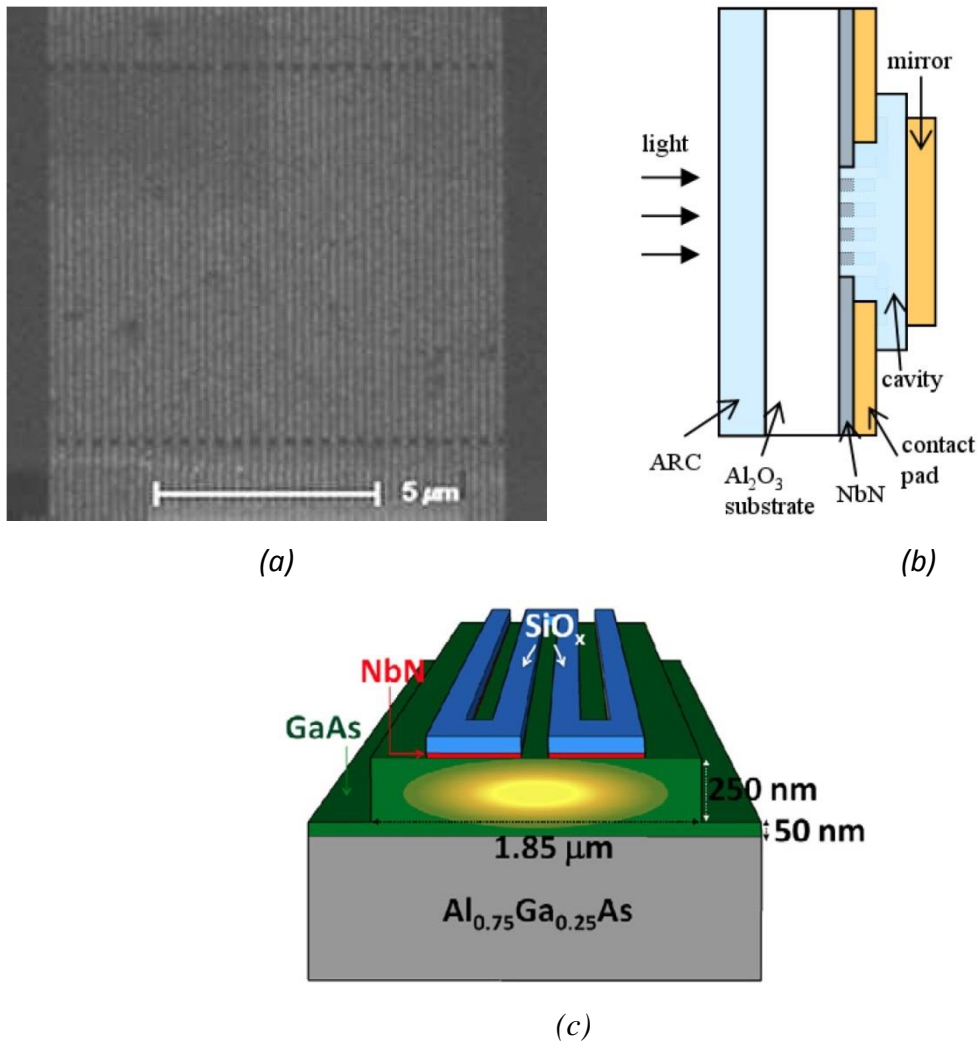 5 μm
(a)
light
mirror
cavity
contact
pad
NbN
Al₂O₃
substrate
ARC
(b)
SiOₓ
NbN
GaAs
250 nm
50 nm
1.85 μm
Al₀.₇₅Ga₀.₂₅As
(c)